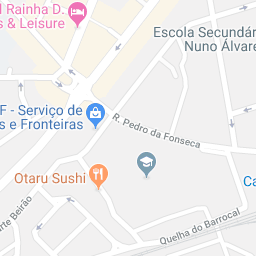 l Rainha D.
s & Leisure
Escola Secundár
Nuno Álvare
F - Serviço de
s e Fronteiras
R. Pedro da Fonseca
Otaru Sushi
Ca
arte Beirão
Quelha do Barrocal